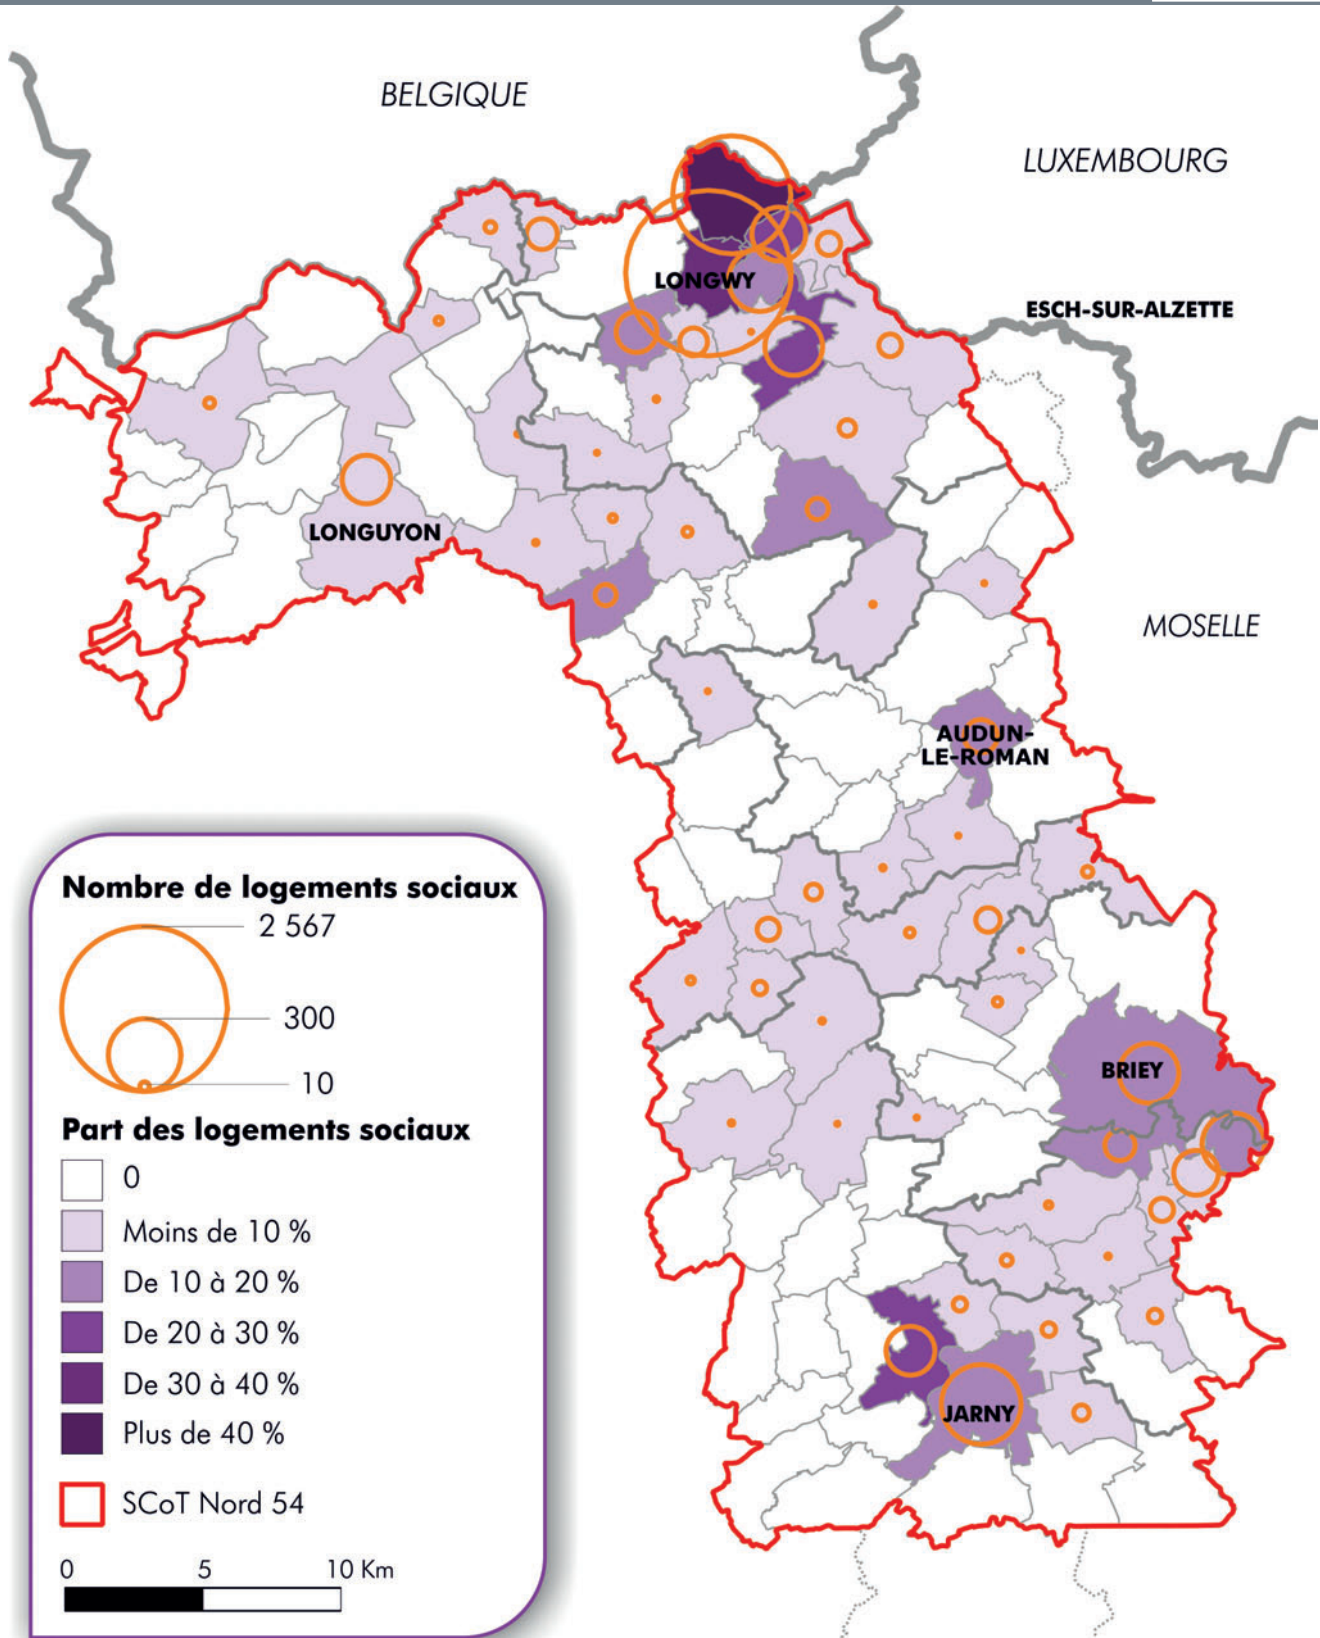 BELGIQUE
LUXEMBOURG
LONGWY
ESCH-SUR-ALZETTE
LONGUYON
MOSELLE
AUDUN-
LE-ROMAN
BRIEY
JARNY
Nombre de logements sociaux
2 567
300
10
Part des logements sociaux
0
Moins de 10 %
De 10 à 20 %
De 20 à 30 %
De 30 à 40 %
Plus de 40 %
SCoT Nord 54
0 5 10 Km